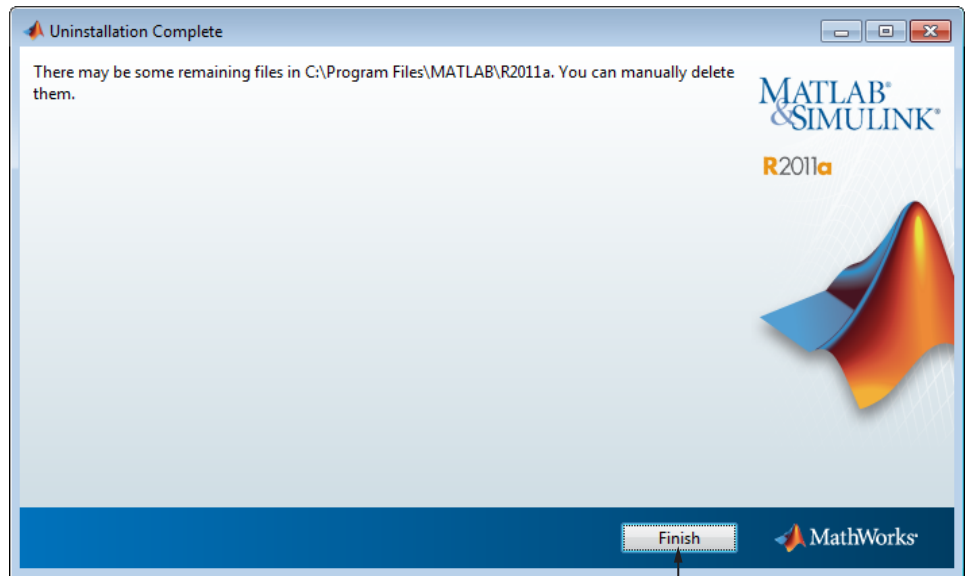 Uninstallation Complete
There may be some remaining files in C:\Program Files\MATLAB\R2011a. You can manually delete
them.
MATLAB®
&SIMULINK®
R2011a
Finish
MathWorks®